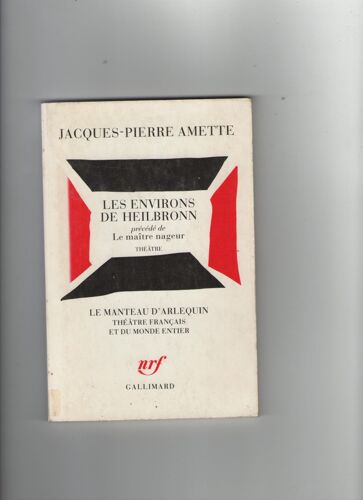 JACQUES-PIERRE AMETTE
LES ENVIRONS
DE HEILBRONN
précédé de
Le maître nageur
THÉÂTRE
LE MANTEAU D'ARLEQUIN
THÉÂTRE FRANÇAIS
ET DU MONDE ENTIER
nrf
GALLIMARD